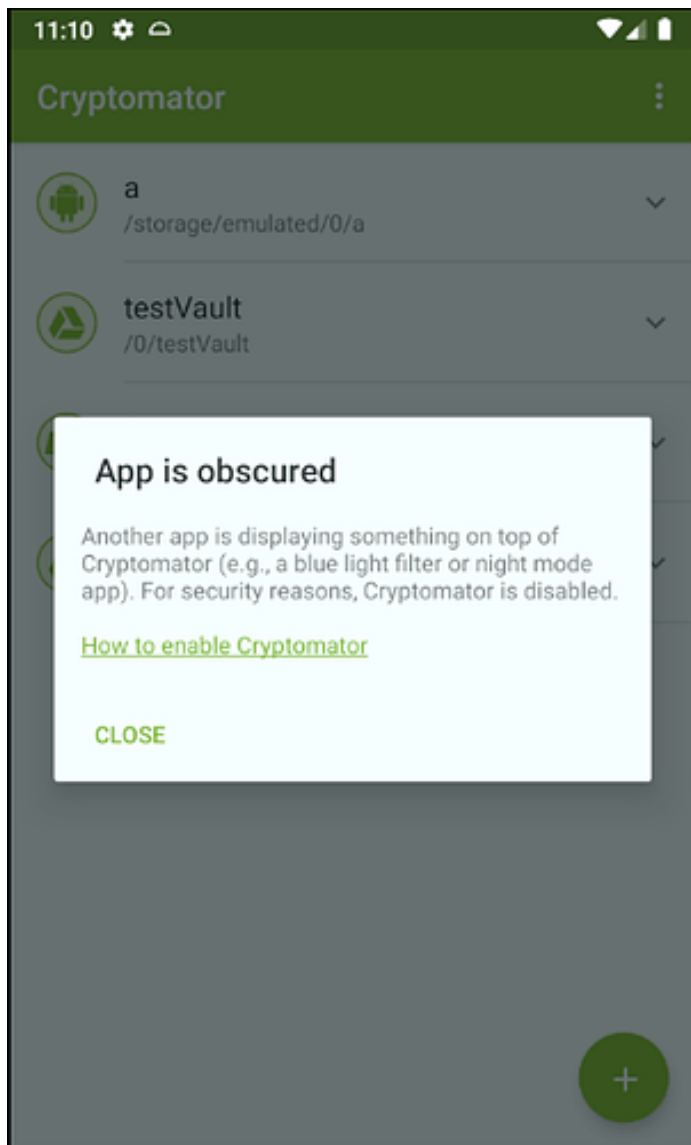 11:10
Cryptomator
a
/storage/emulated/0/a
testVault
/0/testVault
App is obscured
Another app is displaying something on top of
Cryptomator (e.g., a blue light filter or night mode
app). For security reasons, Cryptomator is disabled.
How to enable Cryptomator
CLOSE